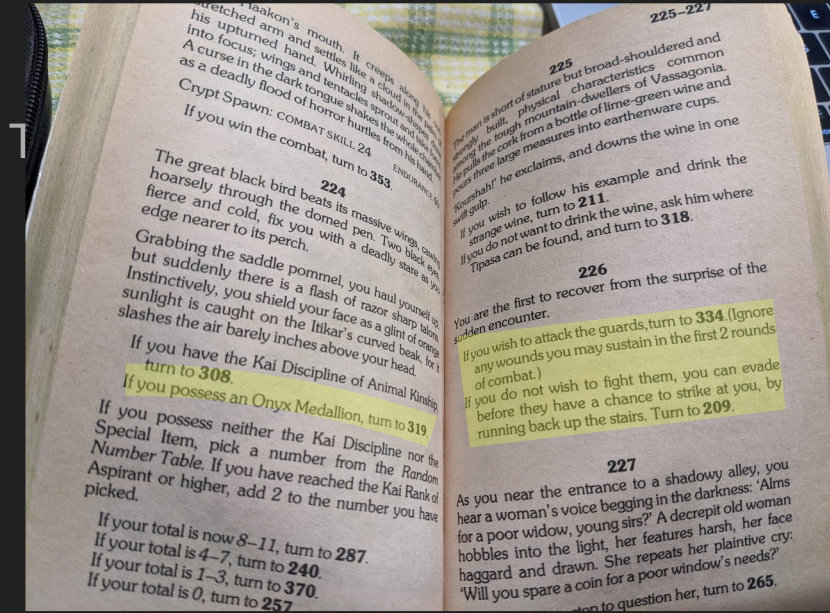 Haakon's mouth. It creeps along his
stretched arm and settles like a cloud in the palm of
his upturned hand. Whirling shadow-shapes
into focus; wings and tentacles sprout and take form
A curse in the dark tongue shakes the whole chamber
as a deadly flood of horror hurtles from his hand.
Crypt Spawn: COMBAT SKILL 24 ENDURANCE
If you win the combat, turn to 353.
224
The great black bird beats its massive wings, cawing
hoarsely through the domed pen. Two black eyes,
fierce and cold, fix you with a deadly stare as you
edge nearer to its perch.
Grabbing the saddle pommel, you haul yourself up,
but suddenly there is a flash of razor sharp talons.
Instinctively, you shield your face as a glint of orange
sunlight is caught on the Itikar's curved beak, for it
slashes the air barely inches above your head.
If you have the Kai Discipline of Animal Kinship,
turn to 308.
If you possess an Onyx Medallion, turn to 319.
If you possess neither the Kai Discipline nor the
Special Item, pick a number from the Random
Number Table. If you have reached the Kai Rank of
Aspirant or higher, add 2 to the number you have
picked.
If your total is now 8–11, turn to 287.
If your total is 4–7, turn to 240.
If your total is 1–3, turn to 370.
If your total is 0, turn to 257
225–227
225
The man is short of stature but broad-shouldered and
strongly built, physical characteristics common
among the tough mountain-dwellers of Vassagonia.
He pulls the cork from a bottle of lime-green wine and
pours three large measures into earthenware cups.
'Kourshah!' he exclaims, and downs the wine in one
swift gulp.
If you wish to follow his example and drink the
strange wine, turn to 211.
If you do not want to drink the wine, ask him where
Tipasa can be found, and turn to 318.
226
You are the first to recover from the surprise of the
sudden encounter.
If you wish to attack the guards, turn to 334. (Ignore
any wounds you may sustain in the first 2 rounds
of combat.)
If you do not wish to fight them, you can evade
before they have a chance to strike at you, by
running back up the stairs. Turn to 209.
227
As you near the entrance to a shadowy alley, you
hear a woman's voice begging in the darkness: 'Alms
for a poor widow, young sirs?' A decrepit old woman
hobbles into the light, her features harsh, her face
haggard and drawn. She repeats her plaintive cry:
'Will you spare a coin for a poor window's needs?'
to question her, turn to 265.